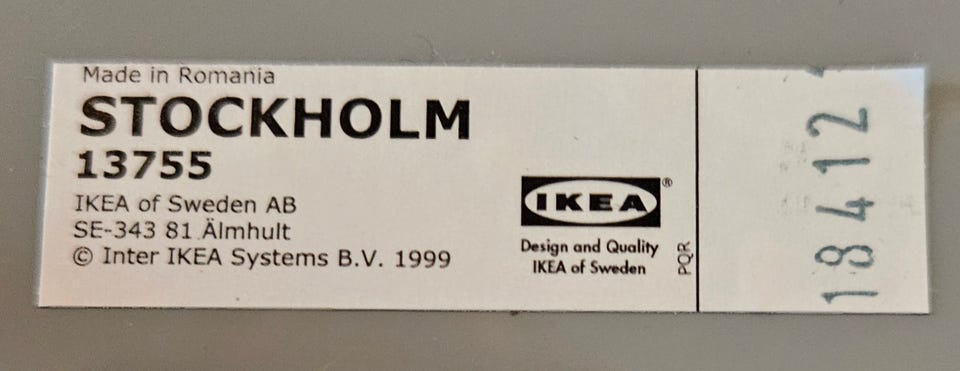 Made in Romania
STOCKHOLM
13755
IKEA of Sweden AB
SE-343 81 Älmhult
© Inter IKEA Systems B.V. 1999
IKEA®
Design and Quality
IKEA of Sweden
PQR
18412